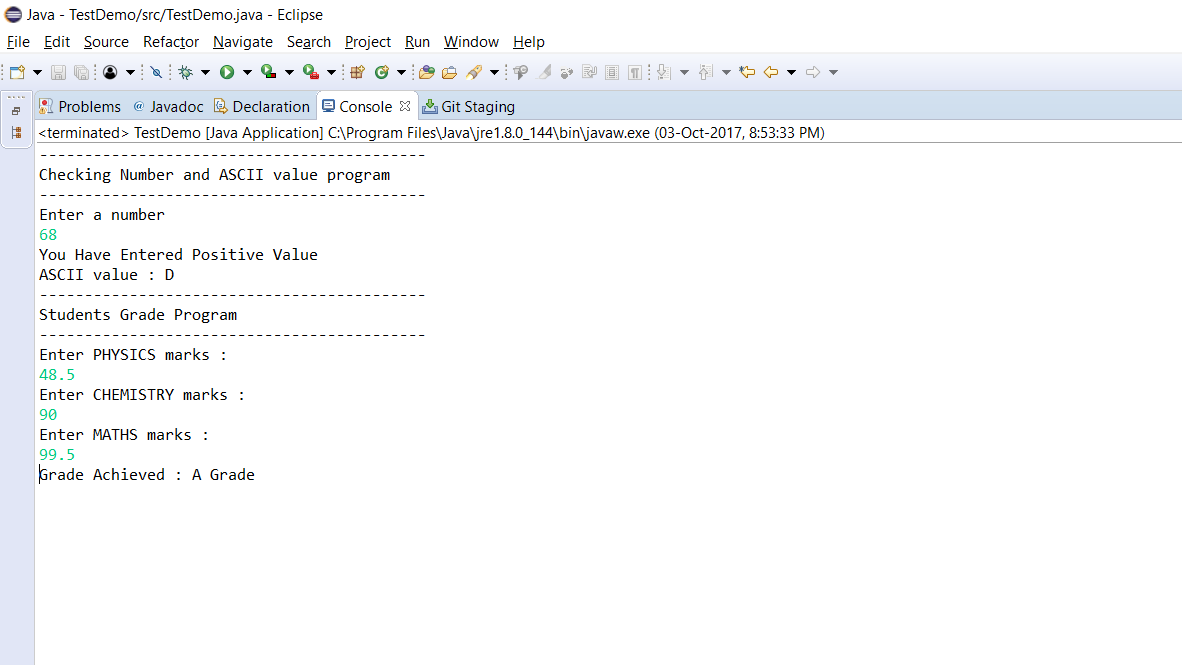 Java - TestDemo/src/TestDemo.java - Eclipse
File Edit Source Refactor Navigate Search Project Run Window Help
Problems @ Javadoc Declaration Console Git Staging
<terminated> TestDemo [Java Application] C:\Program Files\Java\jre1.8.0_144\bin\javaw.exe (03-Oct-2017, 8:53:33 PM)
-------------------------------------------
Checking Number and ASCII value program
-------------------------------------------
Enter a number
68
You Have Entered Positive Value
ASCII value : D
-------------------------------------------
Students Grade Program
-------------------------------------------
Enter PHYSICS marks :
48.5
Enter CHEMISTRY marks :
90
Enter MATHS marks :
99.5
Grade Achieved : A Grade